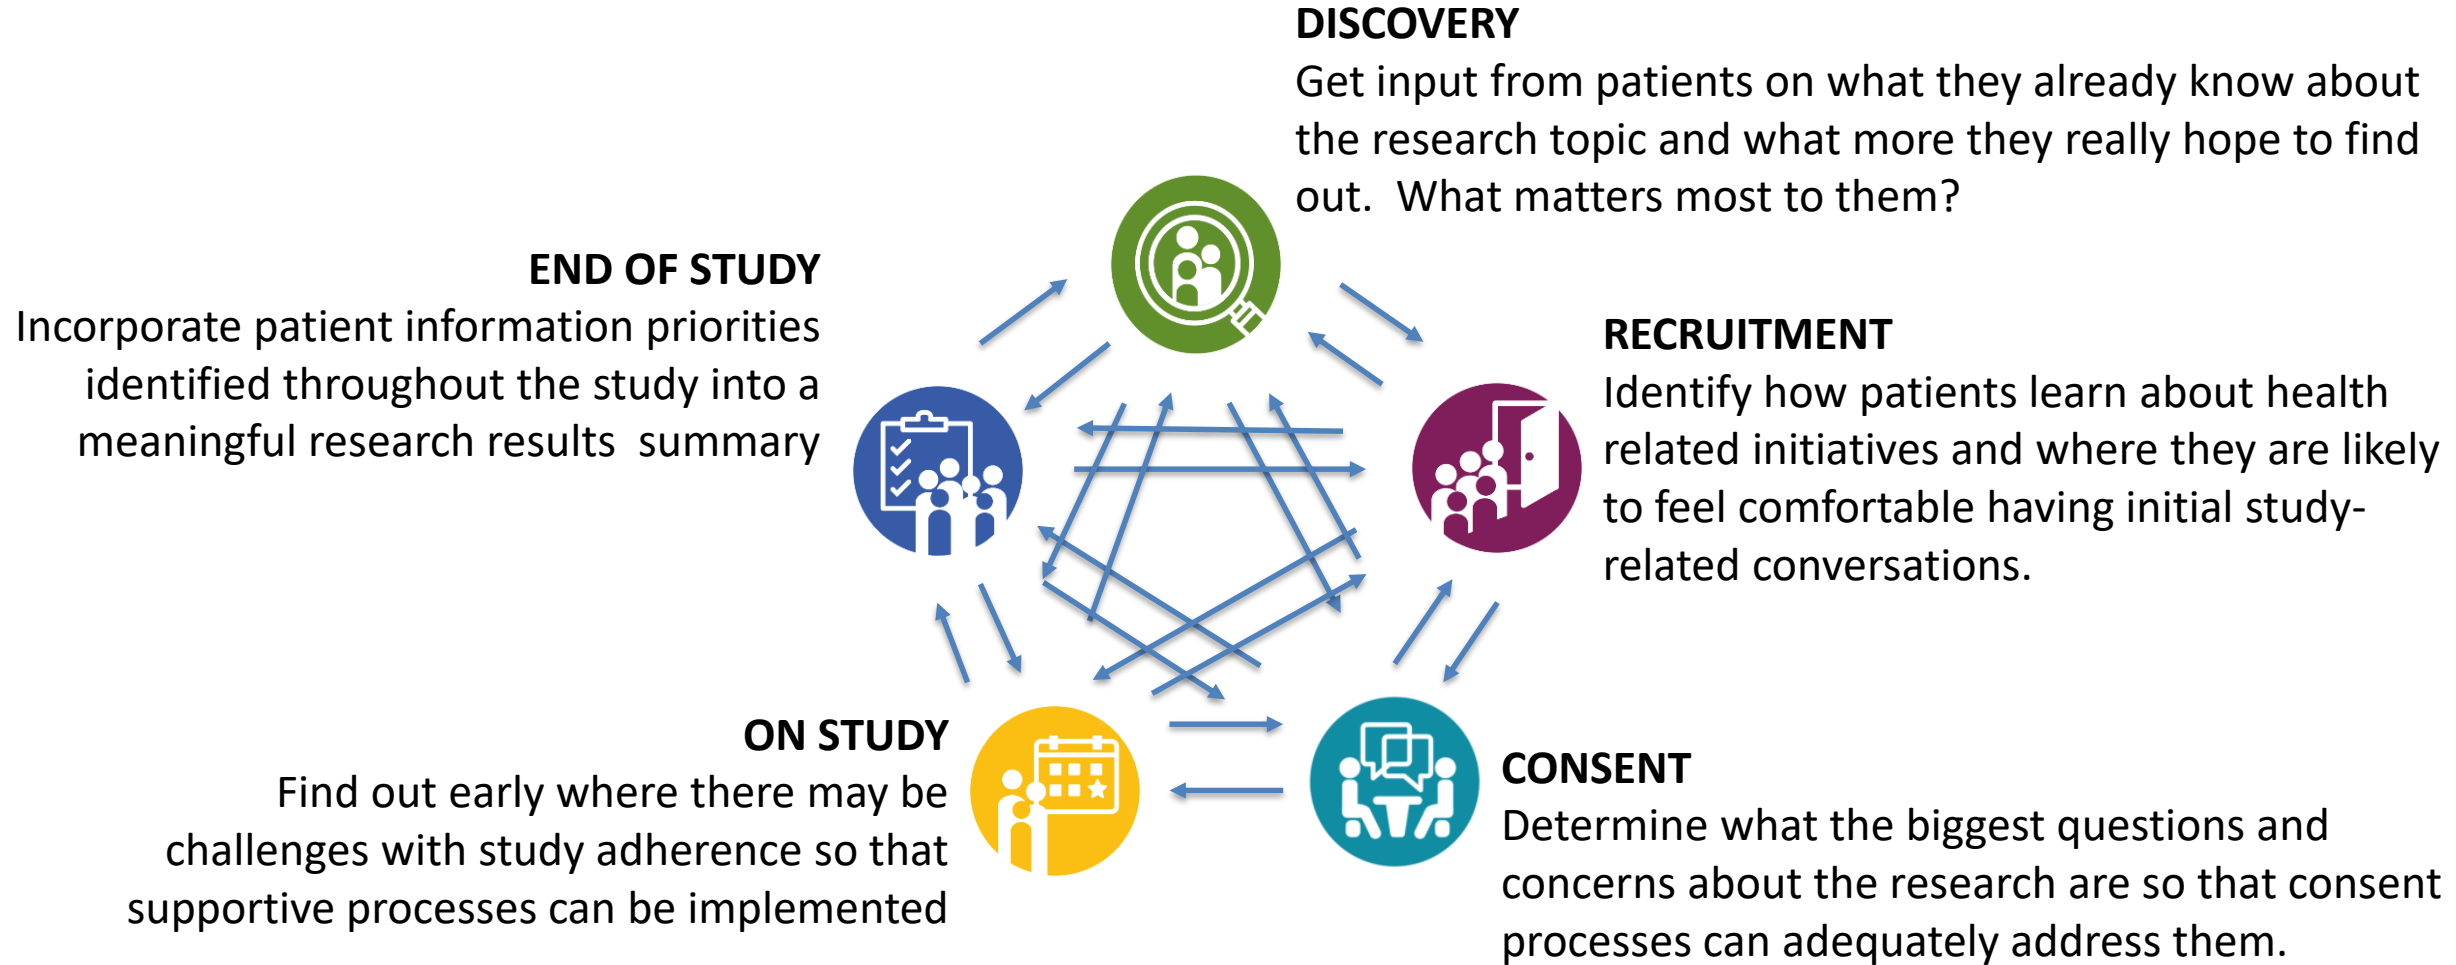 DISCOVERY
Get input from patients on what they already know about
the research topic and what more they really hope to find
out.  What matters most to them?
END OF STUDY
Incorporate patient information priorities
identified throughout the study into a
meaningful research results  summary
RECRUITMENT
Identify how patients learn about health
related initiatives and where they are likely
to feel comfortable having initial study-
related conversations.
ON STUDY
Find out early where there may be
challenges with study adherence so that
supportive processes can be implemented
CONSENT
Determine what the biggest questions and
concerns about the research are so that consent
processes can adequately address them.